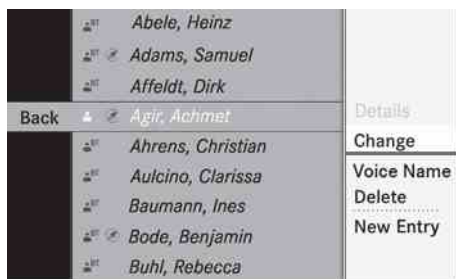 Abele, Heinz
Adams, Samuel
Affeldt, Dirk
Back
Agir, Achmet
Details
Ahrens, Christian
Change
Aulcino, Clarissa
Voice Name
Baumann, Ines
Delete
Bode, Benjamin
New Entry
Buhl, Rebecca